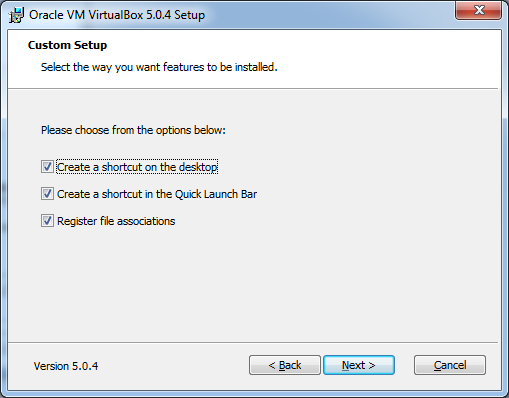 Oracle VM VirtualBox 5.0.4 Setup
Custom Setup
Select the way you want features to be installed.
Please choose from the options below:
Create a shortcut on the desktop
Create a shortcut in the Quick Launch Bar
Register file associations
Version 5.0.4
< Back
Next >
Cancel